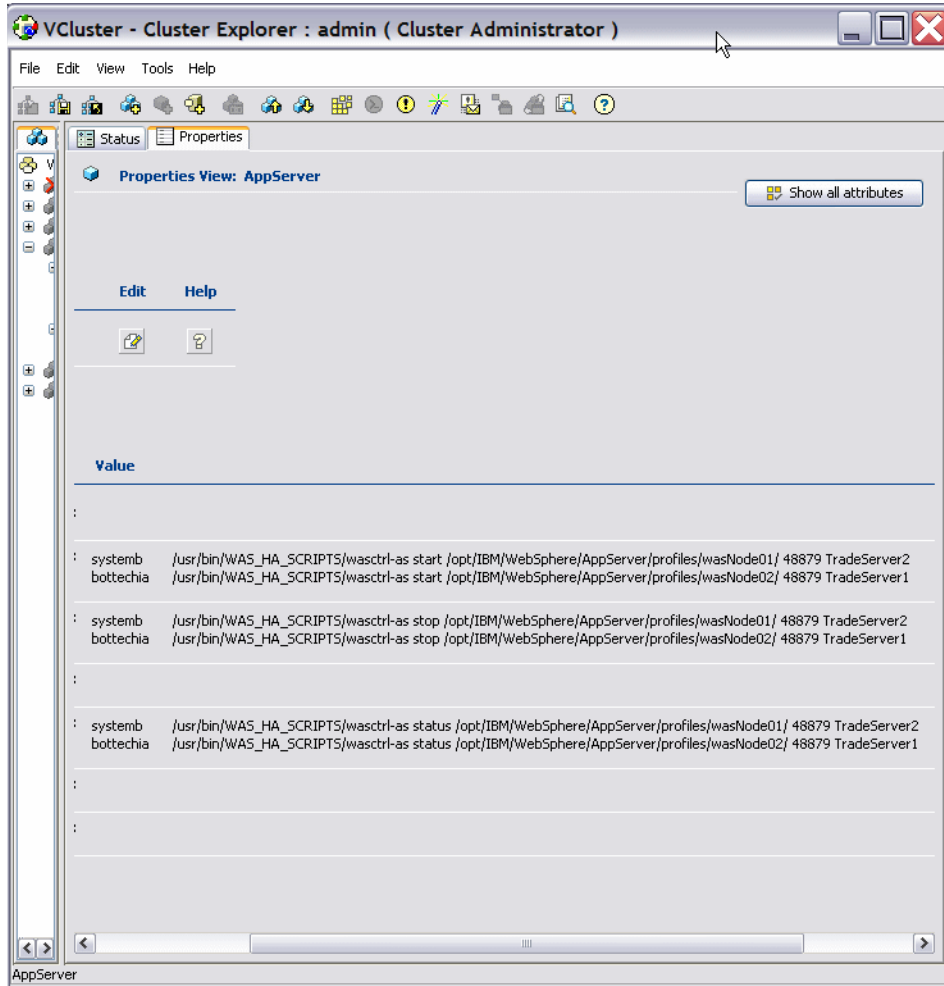 VCluster - Cluster Explorer : admin ( Cluster Administrator )
File Edit View Tools Help
Status Properties
V
Properties View: AppServer
Show all attributes
Edit Help
Value
:
: systemb /usr/bin/WAS_HA_SCRIPTS/wasctrl-as start /opt/IBM/WebSphere/AppServer/profiles/wasNode01/ 48879 TradeServer2
bottechia /usr/bin/WAS_HA_SCRIPTS/wasctrl-as start /opt/IBM/WebSphere/AppServer/profiles/wasNode02/ 48879 TradeServer1
: systemb /usr/bin/WAS_HA_SCRIPTS/wasctrl-as stop /opt/IBM/WebSphere/AppServer/profiles/wasNode01/ 48879 TradeServer2
bottechia /usr/bin/WAS_HA_SCRIPTS/wasctrl-as stop /opt/IBM/WebSphere/AppServer/profiles/wasNode02/ 48879 TradeServer1
:
: systemb /usr/bin/WAS_HA_SCRIPTS/wasctrl-as status /opt/IBM/WebSphere/AppServer/profiles/wasNode01/ 48879 TradeServer2
bottechia /usr/bin/WAS_HA_SCRIPTS/wasctrl-as status /opt/IBM/WebSphere/AppServer/profiles/wasNode02/ 48879 TradeServer1
:
:
AppServer